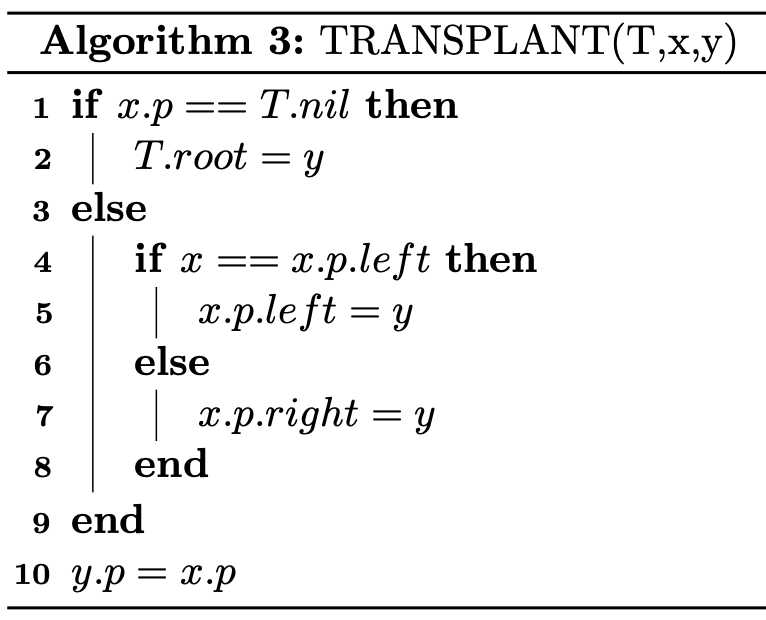 Algorithm 3: TRANSPLANT(T,x,y)
1 if x.p == T.nil then
2 T.root = y
3 else
4 if x == x.p.left then
5 x.p.left = y
6 else
7 x.p.right = y
8 end
9 end
10 y.p = x.p